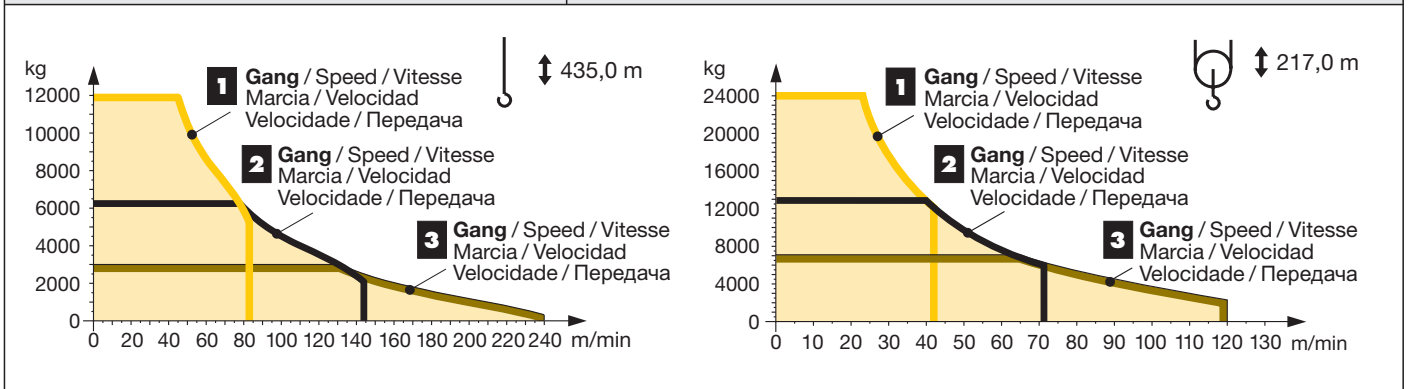 kg
12000
10000
8000
6000
4000
2000
0
0 20 40 60 80 100 120 140 160 180 200 220 240 m/min
1 Gang / Speed / Vitesse
Marcia / Velocidad
Velocidade / Передача
2 Gang / Speed / Vitesse
Marcia / Velocidad
Velocidade / Передача
3 Gang / Speed / Vitesse
Marcia / Velocidad
Velocidade / Передача
435,0 m
kg
24000
20000
16000
12000
8000
4000
0
0 10 20 30 40 50 60 70 80 90 100 110 120 130 m/min
1 Gang / Speed / Vitesse
Marcia / Velocidad
Velocidade / Передача
2 Gang / Speed / Vitesse
Marcia / Velocidad
Velocidade / Передача
3 Gang / Speed / Vitesse
Marcia / Velocidad
Velocidade / Передача
217,0 m